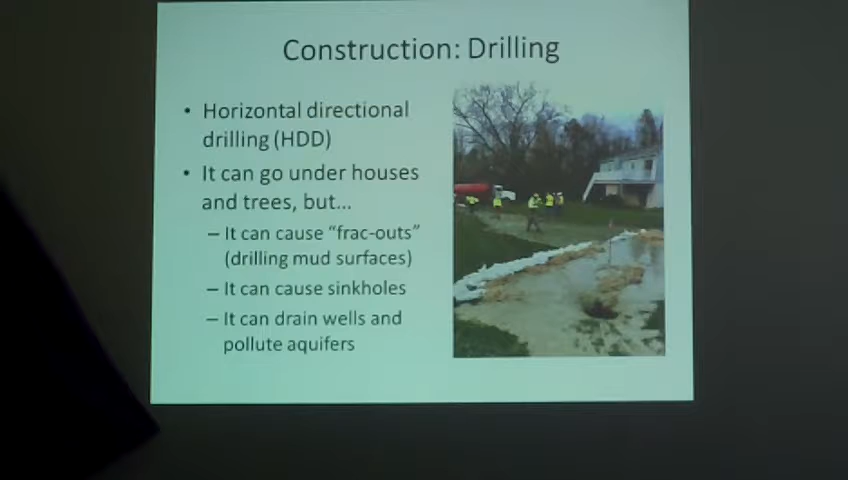 Construction: Drilling
• Horizontal directional
drilling (HDD)
• It can go under houses
and trees, but...
– It can cause “frac-outs”
(drilling mud surfaces)
– It can cause sinkholes
– It can drain wells and
pollute aquifers